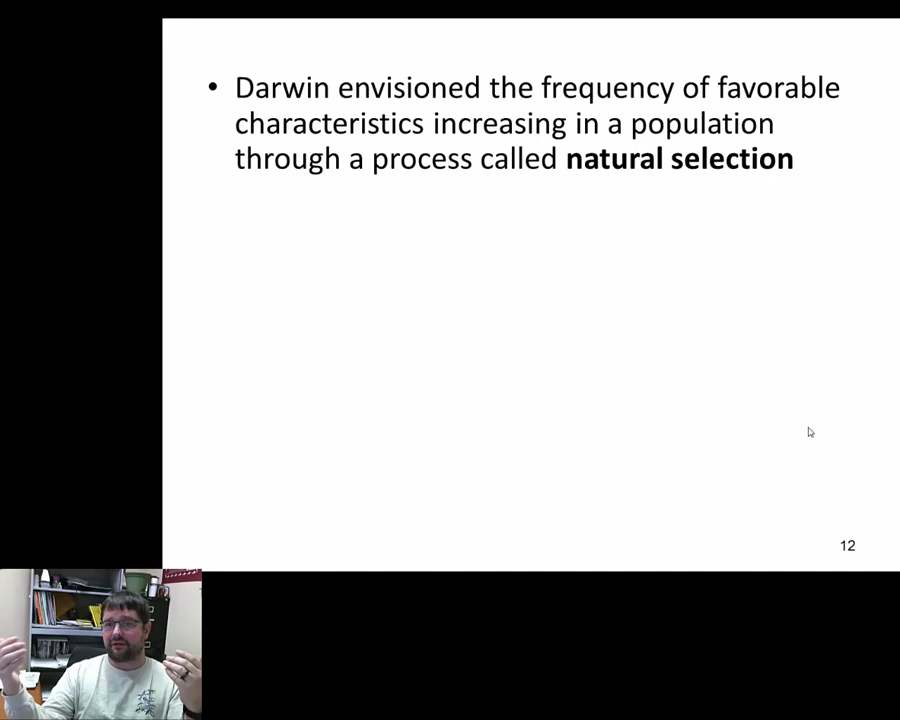 • Darwin envisioned the frequency of favorable
characteristics increasing in a population
through a process called natural selection
12